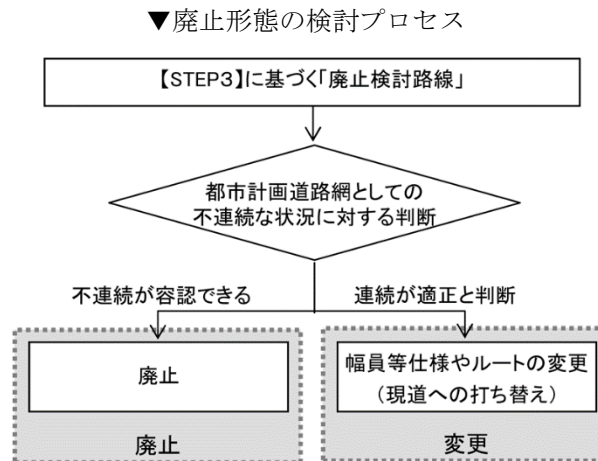 ▼廃止形態の検討プロセス
【STEP3】に基づく「廃止検討路線」
都市計画道路網としての
不連続な状況に対する判断
不連続が容認できる
連続が適正と判断
廃止
幅員等仕様やルートの変更
（現道への打ち替え）
廃止
変更